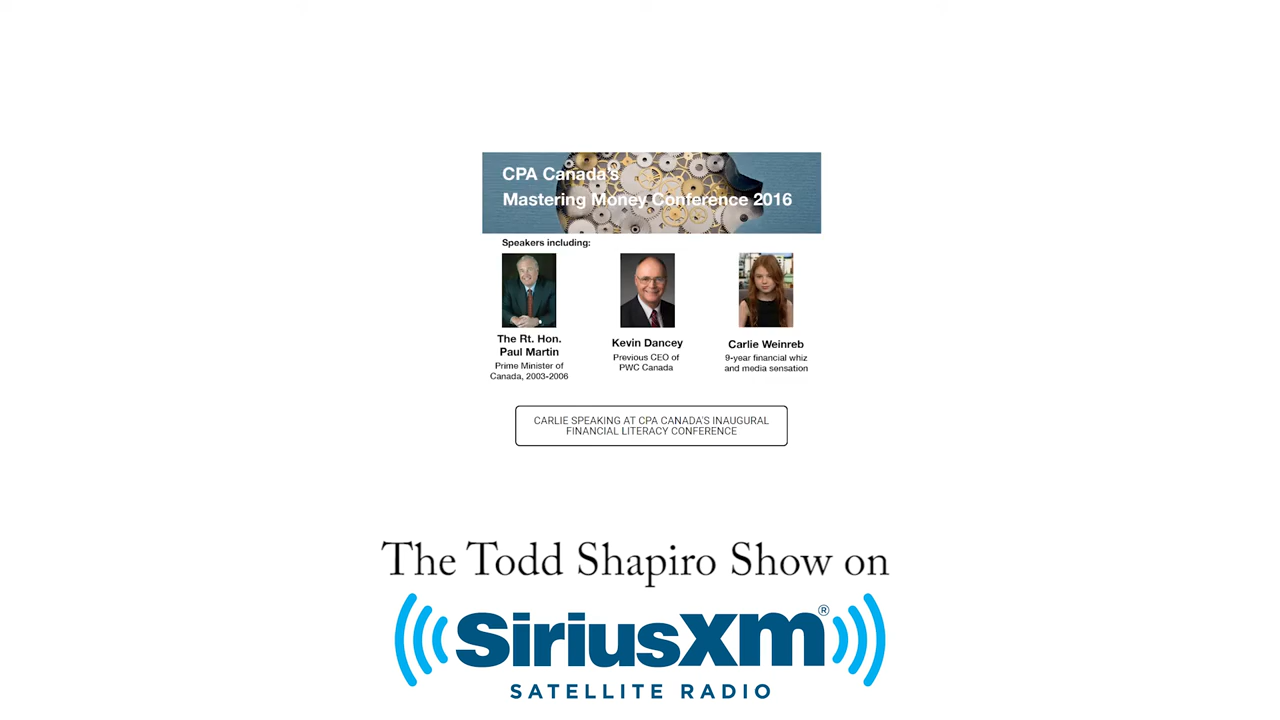 CPA Canada's
Mastering Money Conference 2016
Speakers including:
The Rt. Hon.
Paul Martin
Prime Minister of
Canada, 2003-2006
Kevin Dancey
Previous CEO of
PWC Canada
Carlie Weinreb
9-year financial whiz
and media sensation
CARLIE SPEAKING AT CPA CANADA'S INAUGURAL
FINANCIAL LITERACY CONFERENCE
The Todd Shapiro Show on
SiriusXM®
SATELLITE RADIO